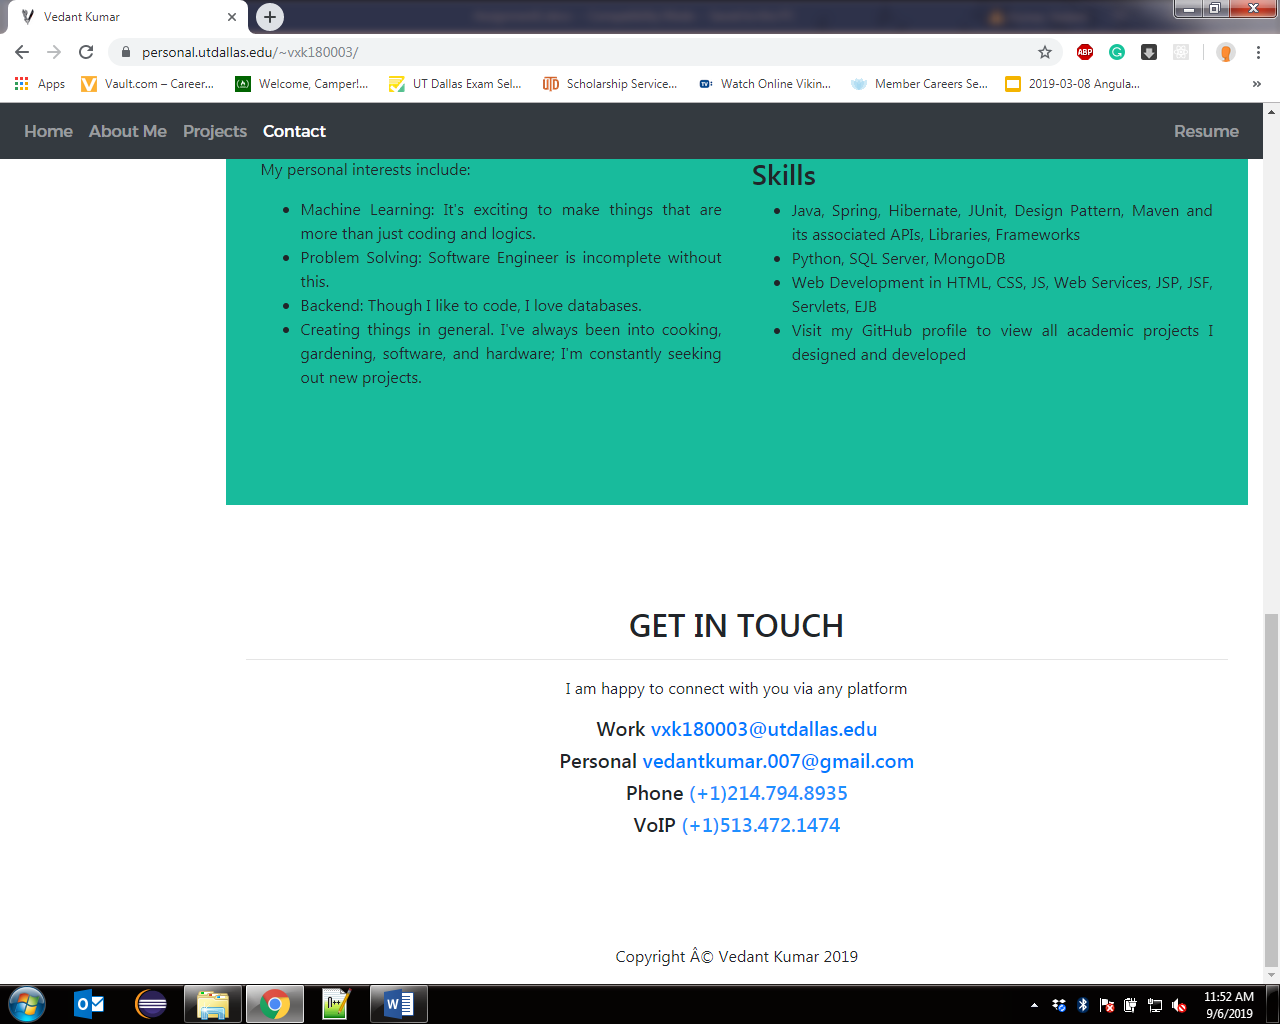 Vedant Kumar
personal.utdallas.edu/~vxk180003/
ABP
Apps
Vault.com – Career...
Welcome, Camper!...
UT Dallas Exam Sel...
Scholarship Service...
Watch Online Vikin...
Member Careers Se...
2019-03-08 Angula...
»
Home
About Me
Projects
Contact
Resume
My personal interests include:
• Machine Learning: It's exciting to make things that are
more than just coding and logics.
• Problem Solving: Software Engineer is incomplete without
this.
• Backend: Though I like to code, I love databases.
• Creating things in general. I've always been into cooking,
gardening, software, and hardware; I'm constantly seeking
out new projects.
Skills
• Java, Spring, Hibernate, JUnit, Design Pattern, Maven and
its associated APIs, Libraries, Frameworks
• Python, SQL Server, MongoDB
• Web Development in HTML, CSS, JS, Web Services, JSP, JSF,
Servlets, EJB
• Visit my GitHub profile to view all academic projects I
designed and developed
GET IN TOUCH
I am happy to connect with you via any platform
Work vxk180003@utdallas.edu
Personal vedantkumar.007@gmail.com
Phone (+1)214.794.8935
VoIP (+1)513.472.1474
Copyright Â© Vedant Kumar 2019
11:52 AM
9/6/2019